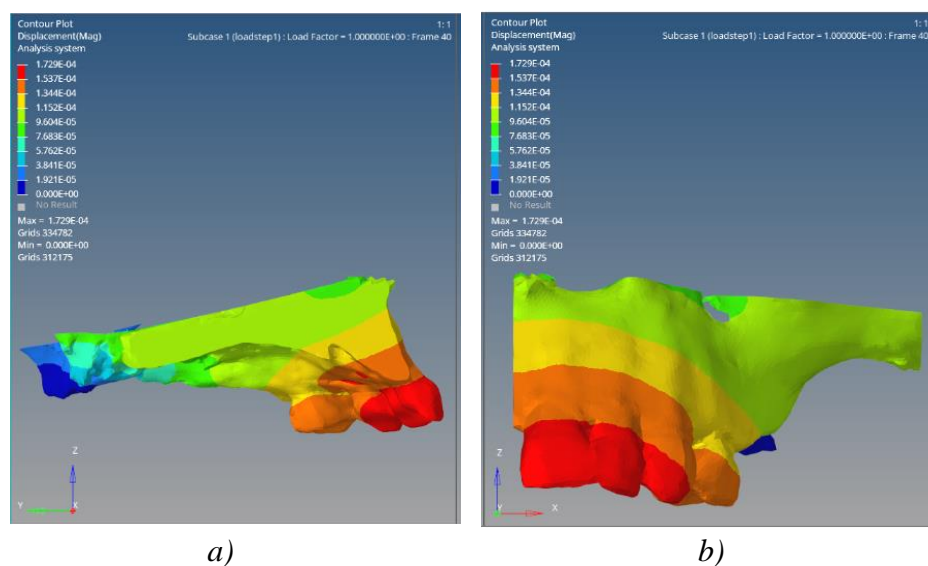 Contour Plot
Displacement(Mag)
Analysis system
1: 1
Subcase 1 (loadstep1) : Load Factor = 1.000000E+00 : Frame 40
1.729E-04
1.537E-04
1.344E-04
1.152E-04
9.604E-05
7.683E-05
5.762E-05
3.841E-05
1.921E-05
0.000E+00
No Result
Max = 1.729E-04
Grids 334782
Min = 0.000E+00
Grids 312175
Z
Y
X
a)
Contour Plot
Displacement(Mag)
Analysis system
1: 1
Subcase 1 (loadstep1) : Load Factor = 1.000000E+00 : Frame 40
1.729E-04
1.537E-04
1.344E-04
1.152E-04
9.604E-05
7.683E-05
5.762E-05
3.841E-05
1.921E-05
0.000E+00
No Result
Max = 1.729E-04
Grids 334782
Min = 0.000E+00
Grids 312175
Z
Y
X
b)